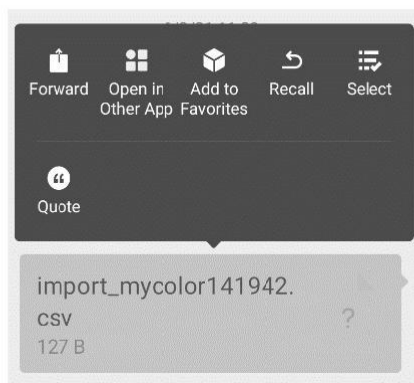 Forward Open in Add to Recall Select
Other App Favorites
Quote
import_mycolor141942.
csv
?
127 B